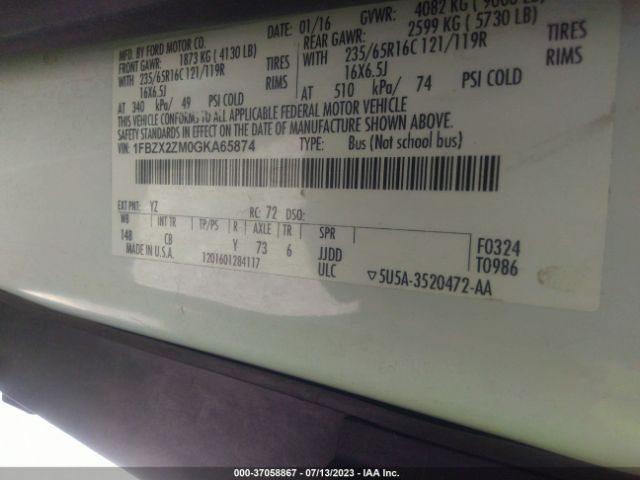 MFD. BY FORD MOTOR CO.
DATE: 01/16 GVWR: 4082 KG ( 9000 LB)
FRONT GAWR: 1873 KG ( 4130 LB)
REAR GAWR: 2599 KG ( 5730 LB)
WITH 235/65R16C 121/119R TIRES
WITH 235/65R16C 121/119R TIRES
16X6.5J RIMS
16X6.5J RIMS
AT 340 kPa/ 49 PSI COLD
AT 510 kPa/ 74 PSI COLD
THIS VEHICLE CONFORMS TO ALL APPLICABLE FEDERAL MOTOR VEHICLE
SAFETY STANDARDS IN EFFECT ON THE DATE OF MANUFACTURE SHOWN ABOVE.
VIN: 1FBZX2ZM0GKA65874 TYPE: Bus (Not school bus)
EXT PNT: YZ RC: 72 DSO:
WB INT TR TP/PS R AXLE TR SPR
148 CB Y 73 6 JJDD F0324
MADE IN U.S.A. ULC T0986
1201601284117 ▽5U5A-3520472-AA
000-37058867 - 07/13/2023 - IAA Inc.